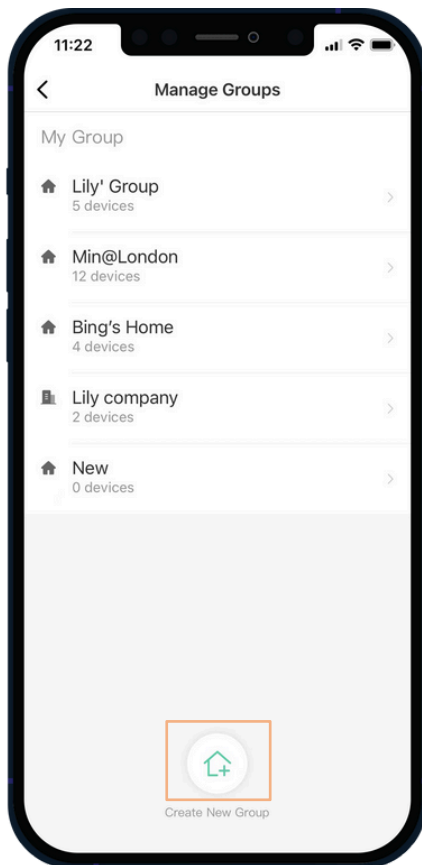 11:22
Manage Groups
My Group
Lily' Group
5 devices
Min@London
12 devices
Bing’s Home
4 devices
Lily company
2 devices
New
0 devices
Create New Group